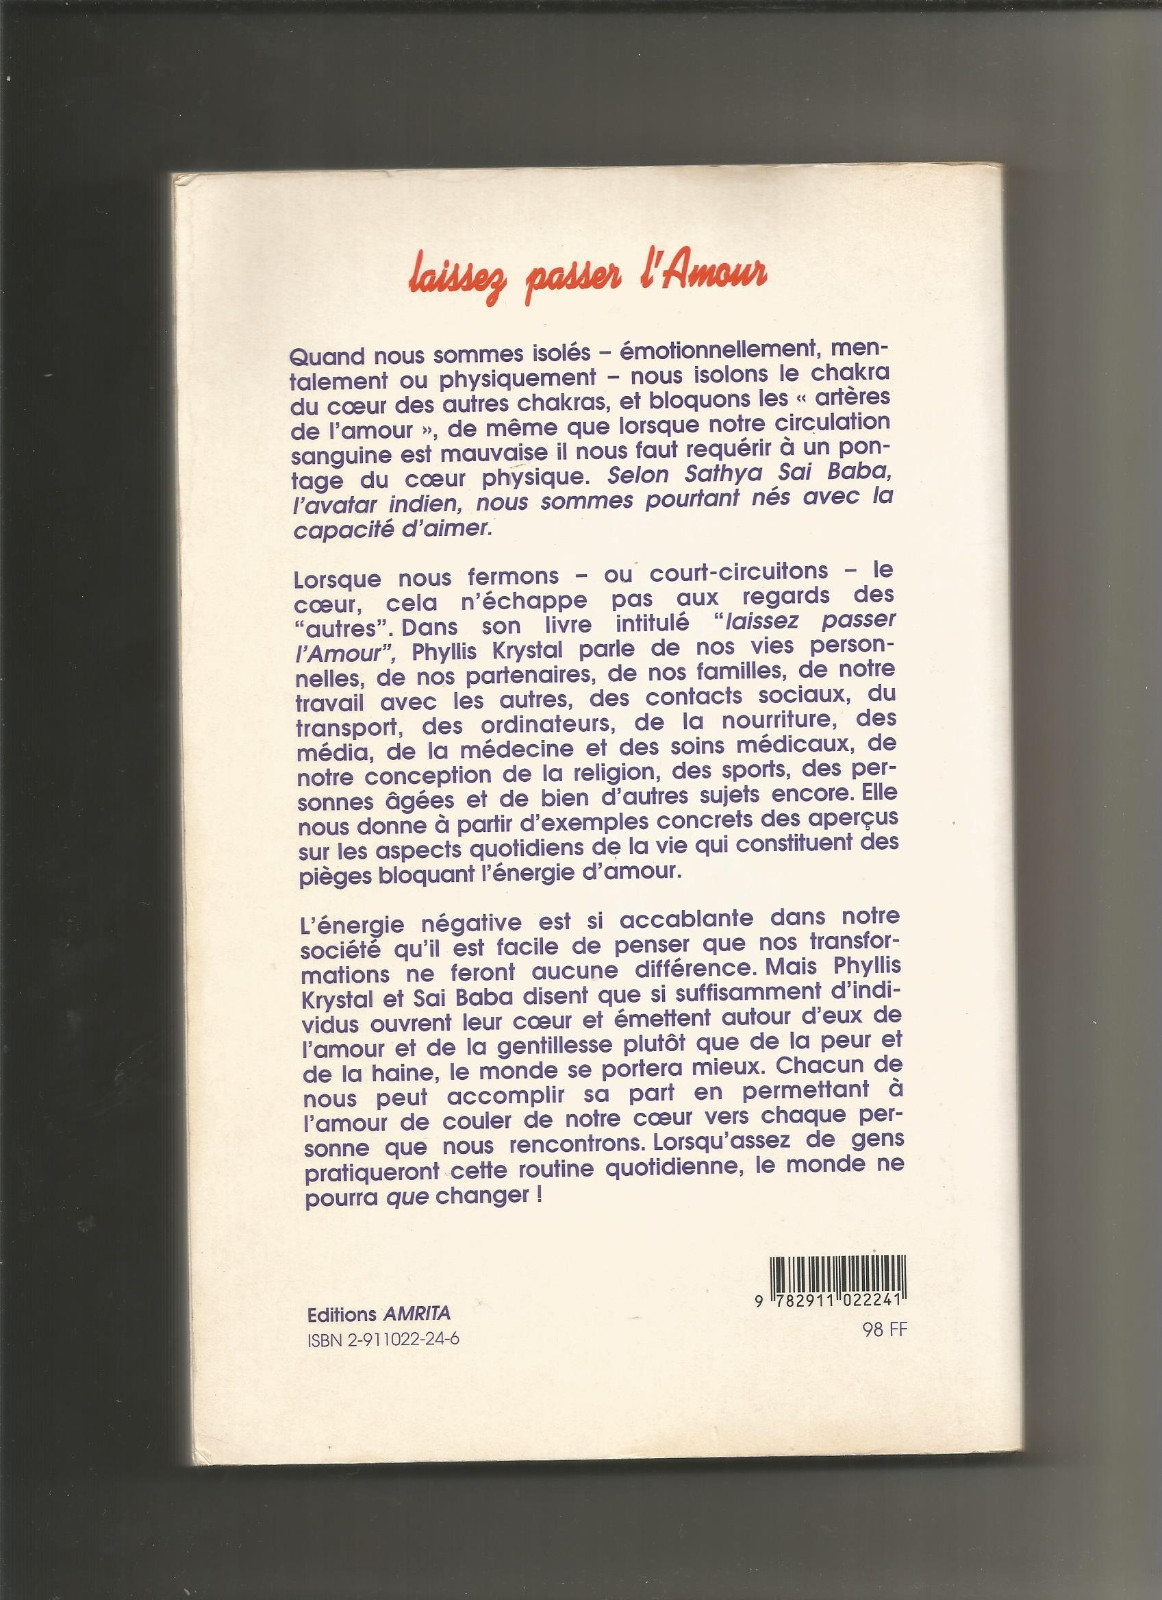 laissez passer l'Amour
Quand nous sommes isolés – émotionnellement, men-
talement ou physiquement – nous isolons le chakra
du cœur des autres chakras, et bloquons les « artères
de l'amour », de même que lorsque notre circulation
sanguine est mauvaise il nous faut requérir à un pon-
tage du cœur physique. Selon Sathya Sai Baba,
l'avatar indien, nous sommes pourtant nés avec la
capacité d'aimer.
Lorsque nous fermons – ou court-circuitons – le
cœur, cela n'échappe pas aux regards des
"autres". Dans son livre intitulé "laissez passer
l'Amour", Phyllis Krystal parle de nos vies person-
nelles, de nos partenaires, de nos familles, de notre
travail avec les autres, des contacts sociaux, du
transport, des ordinateurs, de la nourriture, des
média, de la médecine et des soins médicaux, de
notre conception de la religion, des sports, des per-
sonnes âgées et de bien d'autres sujets encore. Elle
nous donne à partir d'exemples concrets des aperçus
sur les aspects quotidiens de la vie qui constituent des
pièges bloquant l'énergie d'amour.
L'énergie négative est si accablante dans notre
société qu'il est facile de penser que nos transfor-
mations ne feront aucune différence. Mais Phyllis
Krystal et Sai Baba disent que si suffisamment d'indi-
vidus ouvrent leur cœur et émettent autour d'eux de
l'amour et de la gentillesse plutôt que de la peur et
de la haine, le monde se portera mieux. Chacun de
nous peut accomplir sa part en permettant à
l'amour de couler de notre cœur vers chaque per-
sonne que nous rencontrons. Lorsqu'assez de gens
pratiqueront cette routine quotidienne, le monde ne
pourra que changer !
9 782911 022241
Editions AMRITA
ISBN 2-911022-24-6
98 FF